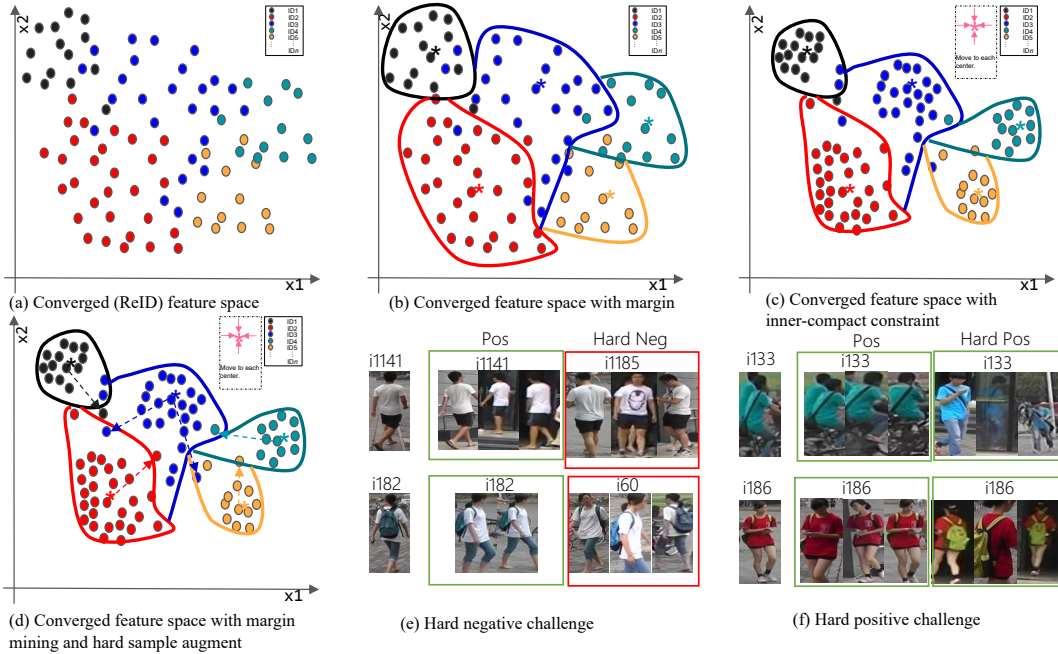 x2
ID1
ID2
ID3
ID4
ID5
IDn
x1
(a) Converged (ReID) feature space
x2
ID1
ID2
ID3
ID4
ID5
IDn
x1
(b) Converged feature space with margin
x2
Move to each
center.
ID1
ID2
ID3
ID4
ID5
IDn
x1
(c) Converged feature space with
inner-compact constraint
x2
Move to each
center.
ID1
ID2
ID3
ID4
ID5
IDn
x1
(d) Converged feature space with margin
mining and hard sample augment
Pos
Hard Neg
i1141
i1141
i1185
i182
i182
i60
(e) Hard negative challenge
Pos
Hard Pos
i133
i133
i133
i186
i186
i186
(f) Hard positive challenge